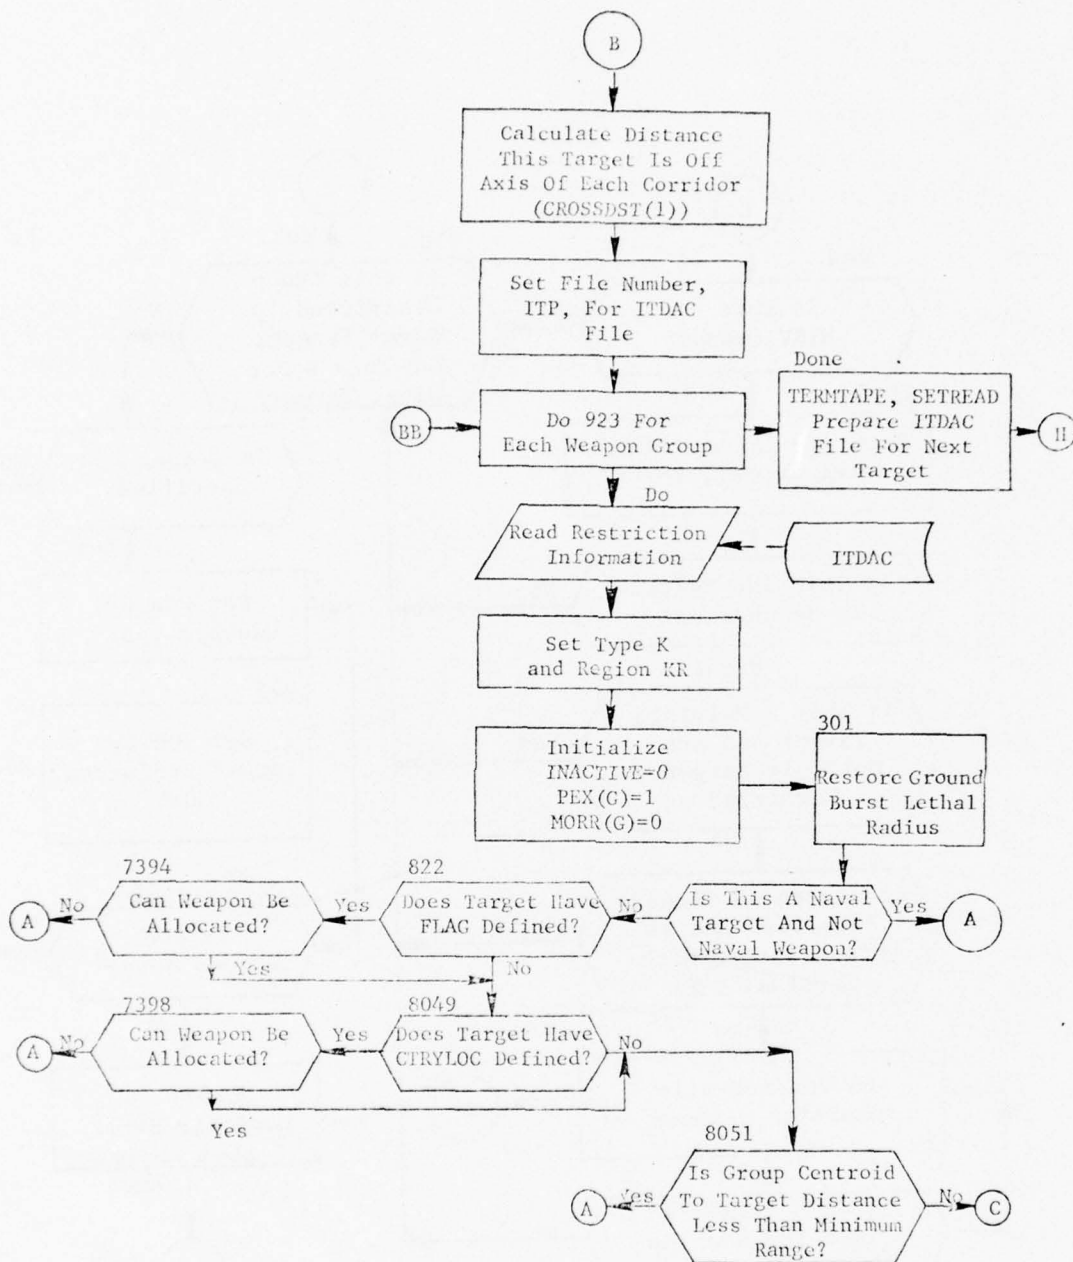 B
Calculate Distance
This Target Is Off
Axis Of Each Corridor
(CROSSDST(1))
Set File Number,
ITP, For ITDAC
File
Done
BB
Do 923 For
Each Weapon Group
TERMTAPE, SETREAD
Prepare ITDAC
File For Next
Target
H
Do
Read Restriction
Information
ITDAC
Set Type K
and Region KR
Initialize
INACTIVE=0
PEX(G)=1
MORR(G)=0
301
Restore Ground
Burst Lethal
Radius
7394
822
A
No
Can Weapon Be
Allocated?
Yes
Does Target Have
FLAG Defined?
No
Is This A Naval
Target And Not
Naval Weapon?
Yes
A
Yes
No
7398
8049
A
No
Can Weapon Be
Allocated?
Yes
Does Target Have
CTRYLOC Defined?
No
Yes
8051
A
Yes
Is Group Centroid
To Target Distance
Less Than Minimum
Range?
No
C